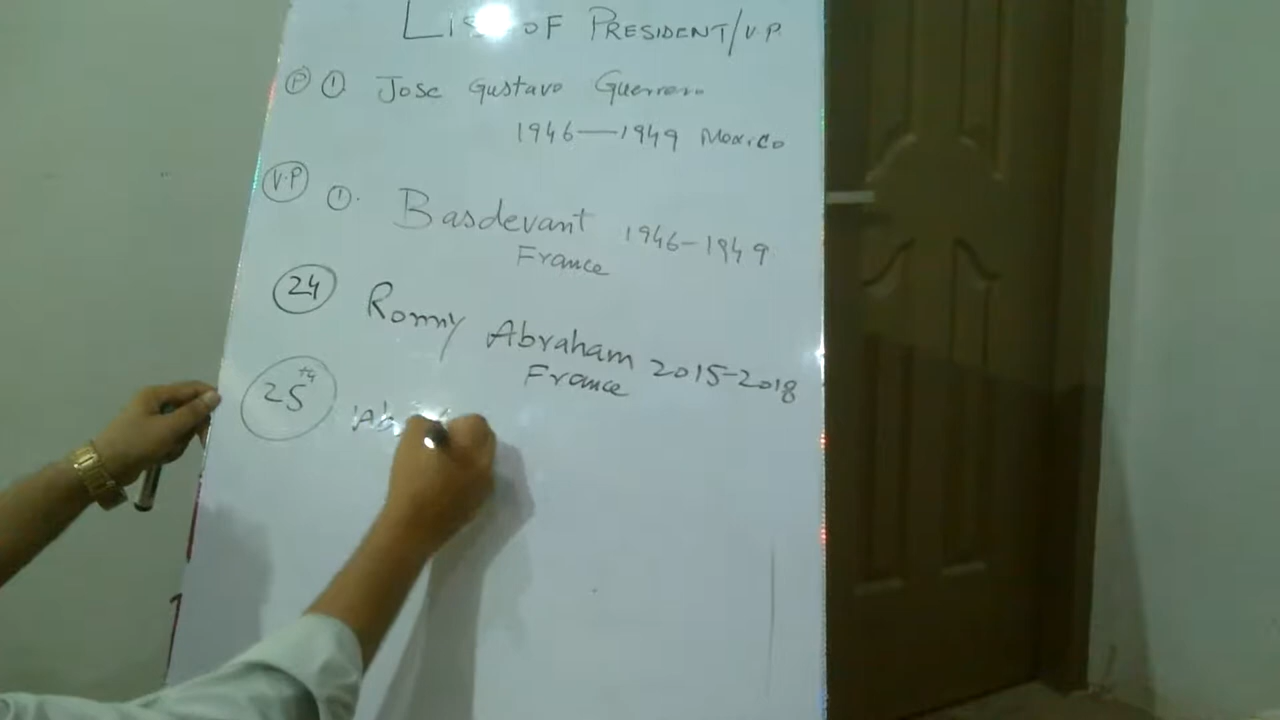 LIST OF PRESIDENT/V.P.
P 1 Jose Gustavo Guerrero
1946—1949 Mexico
V.P 1. Basdevant 1946-1949
France
24 Ronny Abraham 2015-2018
France
25th